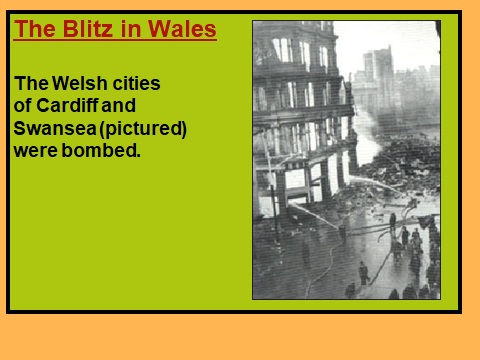 The Blitz in Wales
The Welsh cities
of Cardiff and
Swansea (pictured)
were bombed.